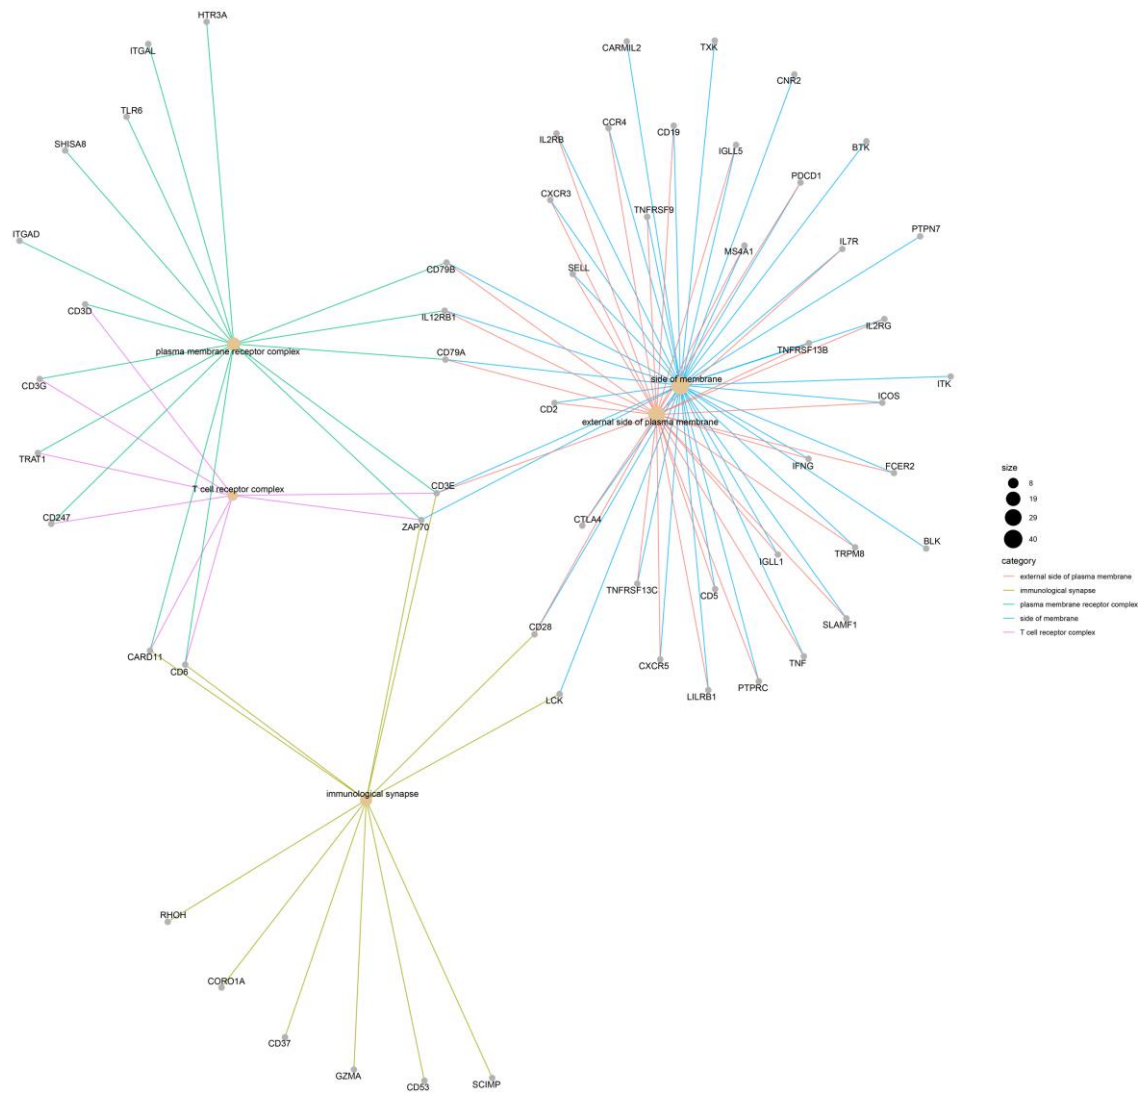 HTR3A
ITGAL
CARMIL2
TXK
CNR2
TLR6
SHISA8
IL2RB
CCR4
CD19
IGLL5
BTK
PDCD1
CXCR3
TNFRSF9
ITGAD
PTPN7
MS4A1
IL7R
CD79B
SELL
CD3D
IL12RB1
IL2RG
plasma membrane receptor complex
CD79A
TNFRSF13B
side of membrane
CD3G
ITK
ICOS
CD2
external side of plasma membrane
TRAT1
IFNG
FCER2
T cell receptor complex
CD3E
CD247
ZAP70
CTLA4
IGLL1
TRPM8
BLK
TNFRSF13C
CD5
SLAMF1
CD28
CARD11
CD6
CXCR5
TNF
LILRB1
PTPRC
LCK
immunological synapse
RHOH
CORO1A
CD37
GZMA
CD53
SCIMP
size
8
19
29
40
category
external side of plasma membrane
immunological synapse
plasma membrane receptor complex
side of membrane
T cell receptor complex